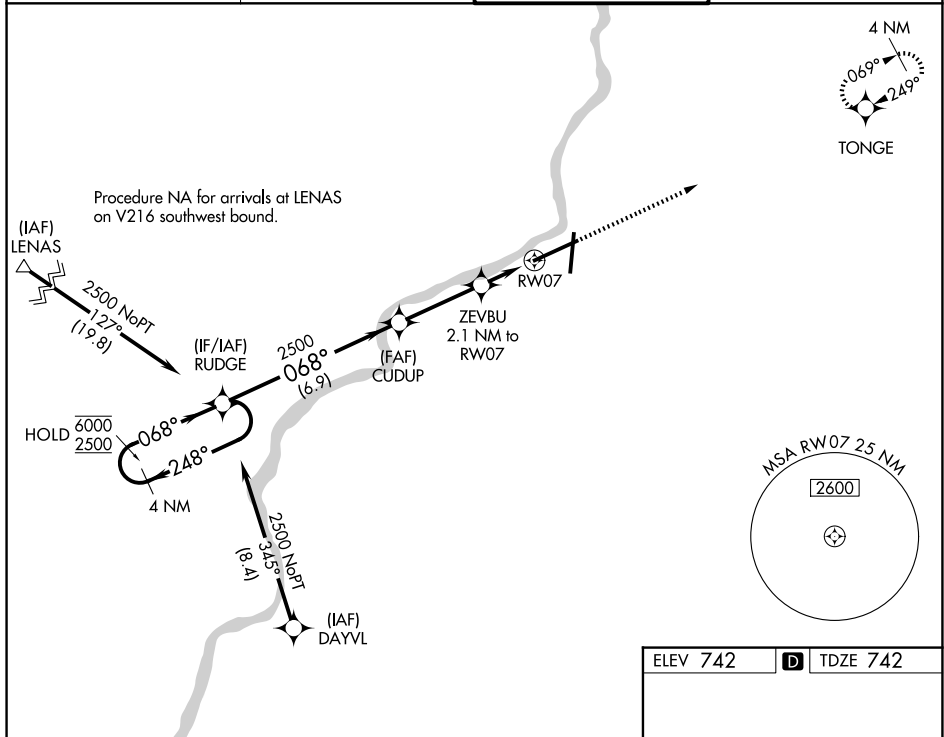 4 NM
069°
249°
TONGE
Procedure NA for arrivals at LENAS
on V216 southwest bound.
(IAF)
LENAS
2500 NoPT
127°
(19.8)
(IF/IAF)
RUDGE
2500
068°
(6.9)
(FAF)
CUDUP
ZEVBU
2.1 NM to
RW07
RW07
HOLD 6000
2500
068°
248°
4 NM
2500 NoPT
345°
(8.4)
(IAF)
DAYVL
MSA RW07 25 NM
2600
ELEV 742 D TDZE 742